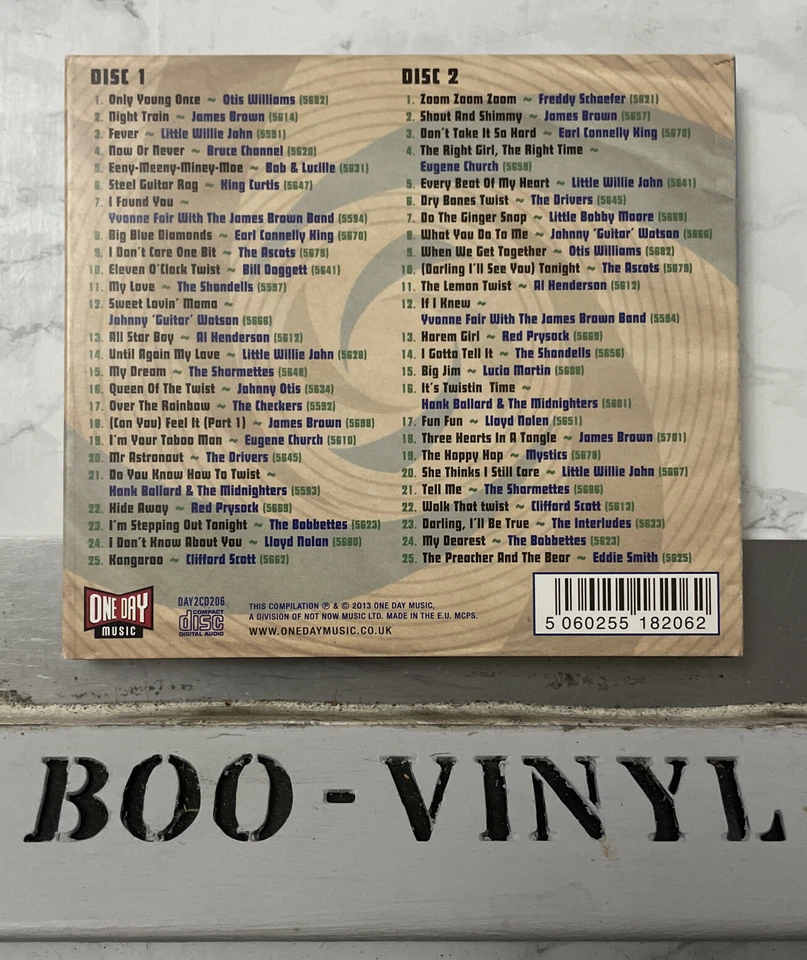 DISC 1
1. Only Young Once ~ Otis Williams (5682)
2. Night Train ~ James Brown (5614)
3. Fever ~ Little Willie John (5591)
4. Now Or Never ~ Bruce Channel (5620)
5. Eeny-Meeny-Miney-Moe ~ Bob & Lucille (5631)
6. Steel Guitar Rag ~ King Curtis (5647)
7. I Found You ~
Yvonne Fair With The James Brown Band (5594)
8. Big Blue Diamonds ~ Earl Connelly King (5670)
9. I Don't Care One Bit ~ The Ascots (5679)
10. Eleven O'Clock Twist ~ Bill Doggett (5641)
11. My Love ~ The Shondells (5597)
12. Sweet Lovin' Mama ~
Johnny 'Guitar' Watson (5666)
13. All Star Boy ~ Al Henderson (5612)
14. Until Again My Love ~ Little Willie John (5628)
15. My Dream ~ The Sharmettes (5648)
16. Queen Of The Twist ~ Johnny Otis (5634)
17. Over The Rainbow ~ The Checkers (5592)
18. (Can You) Feel It (Part 1) ~ James Brown (5698)
19. I'm Your Taboo Man ~ Eugene Church (5610)
20. Mr Astronaut ~ The Drivers (5645)
21. Do You Know How To Twist ~
Hank Ballard & The Midnighters (5593)
22. Hide Away ~ Red Prysock (5669)
23. I'm Stepping Out Tonight ~ The Bobbettes (5623)
24. I Don't Know About You ~ Lloyd Nolan (5680)
25. Kangaroo ~ Clifford Scott (5662)
DISC 2
1. Zoom Zoom Zoom ~ Freddy Schaefer (5621)
2. Shout And Shimmy ~ James Brown (5657)
3. Don't Take It So Hard ~ Earl Connelly King (5670)
4. The Right Girl, The Right Time ~
Eugene Church (5659)
5. Every Beat Of My Heart ~ Little Willie John (5641)
6. Dry Bones Twist ~ The Drivers (5645)
7. Do The Ginger Snap ~ Little Bobby Moore (5688)
8. What You Do To Me ~ Johnny 'Guitar' Watson (5666)
9. When We Get Together ~ Otis Williams (5682)
10. (Darling I'll See You) Tonight ~ The Ascots (5679)
11. The Lemon Twist ~ Al Henderson (5612)
12. If I Knew ~
Yvonne Fair With The James Brown Band (5594)
13. Harem Girl ~ Red Prysock (5669)
14. I Gotta Tell It ~ The Shondells (5656)
15. Big Jim ~ Lucia Martin (5608)
16. It's Twistin Time ~
Hank Ballard & The Midnighters (5601)
17. Fun Fun ~ Lloyd Nolen (5651)
18. Three Hearts In A Tangle ~ James Brown (5701)
19. The Hoppy Hop ~ Mystics (5678)
20. She Thinks I Still Care ~ Little Willie John (5667)
21. Tell Me ~ The Sharmettes (5686)
22. Walk That twist ~ Clifford Scott (5613)
23. Darling, I'll Be True ~ The Interludes (5633)
24. My Dearest ~ The Bobbettes (5623)
25. The Preacher And The Bear ~ Eddie Smith (5625)
ONE DAY
MUSIC
DAY2CD206
COMPACT
disc
DIGITAL AUDIO
THIS COMPILATION ℗ & © 2013 ONE DAY MUSIC,
A DIVISION OF NOT NOW MUSIC LTD. MADE IN THE E.U. MCPS.
WWW.ONEDAYMUSIC.CO.UK
5 060255 182062
BOO-VINYL